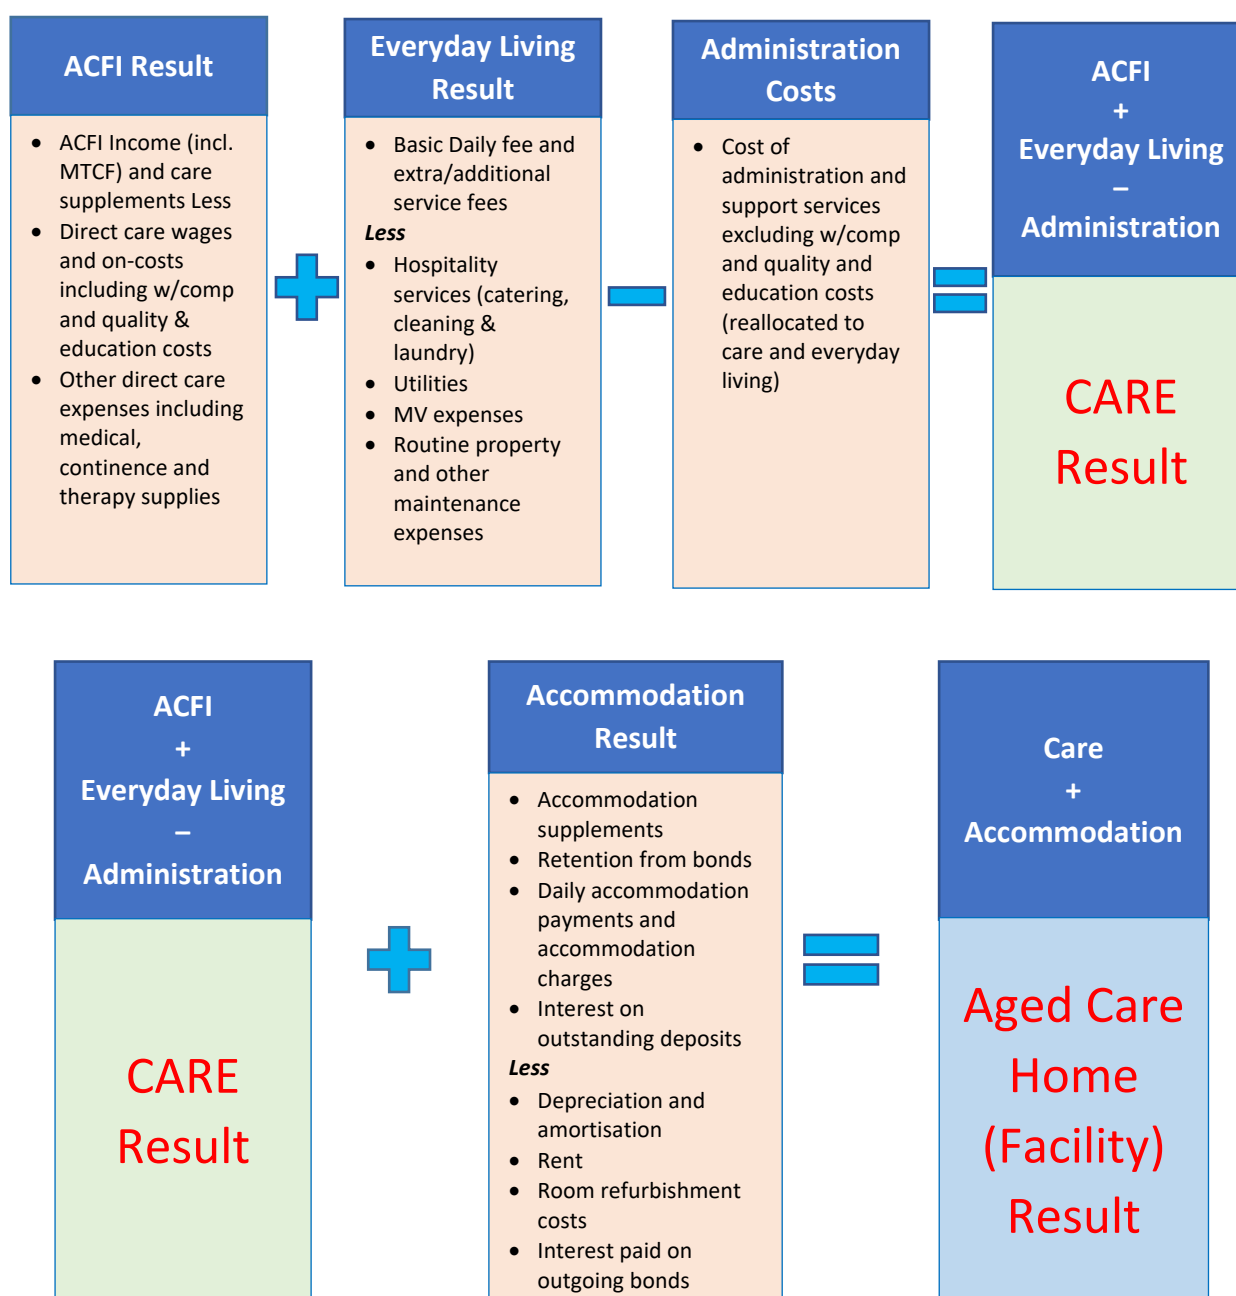 ACFI Result
• ACFI Income (incl.
MTCF) and care
supplements Less
• Direct care wages
and on-costs
including w/comp
and quality &
education costs
• Other direct care
expenses including
medical,
continence and
therapy supplies
Everyday Living
Result
• Basic Daily fee and
extra/additional
service fees
Less
• Hospitality
services (catering,
cleaning &
laundry)
• Utilities
• MV expenses
• Routine property
and other
maintenance
expenses
Administration
Costs
• Cost of
administration and
support services
excluding w/comp
and quality and
education costs
(reallocated to
care and everyday
living)
ACFI
+
Everyday Living
–
Administration
CARE
Result
ACFI
+
Everyday Living
–
Administration
CARE
Result
Accommodation
Result
• Accommodation
supplements
• Retention from bonds
• Daily accommodation
payments and
accommodation
charges
• Interest on
outstanding deposits
Less
• Depreciation and
amortisation
• Rent
• Room refurbishment
costs
• Interest paid on
outgoing bonds
Care
+
Accommodation
Aged Care
Home
(Facility)
Result